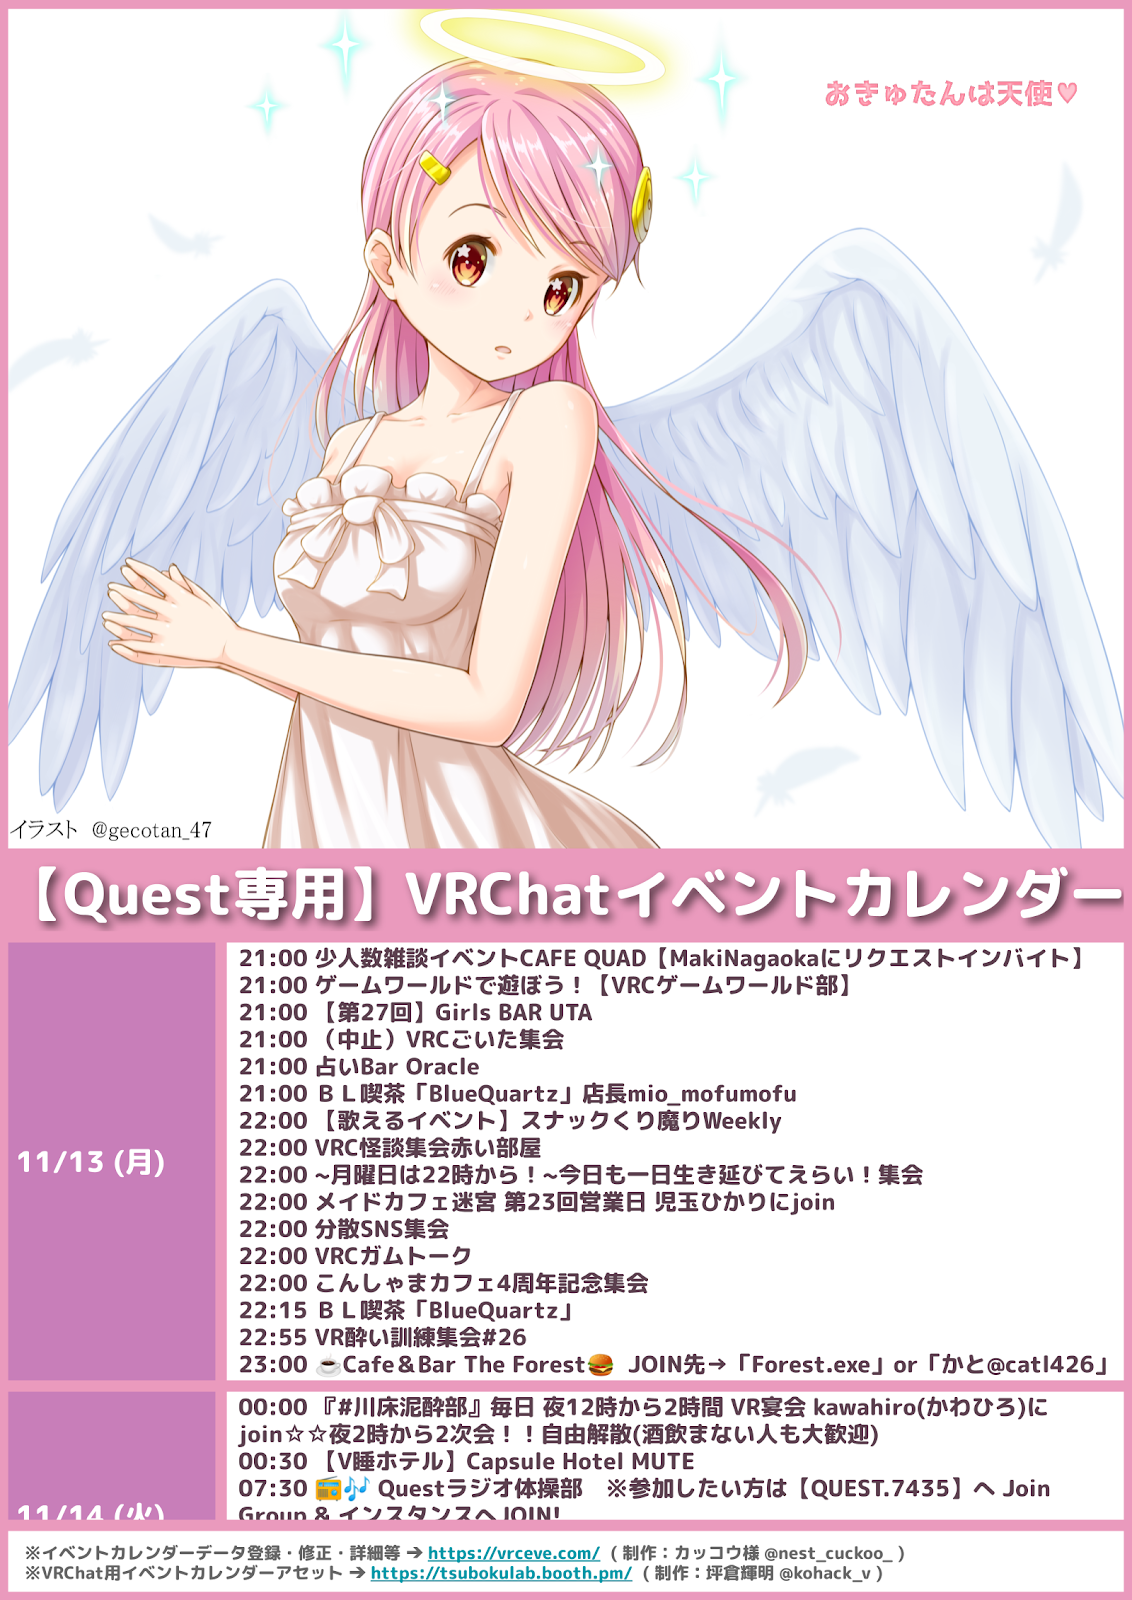 おきゅたんは天使♥
イラスト @gecotan_47
【Quest専用】VRChatイベントカレンダー
11/13 (月)
21:00 少人数雑談イベントCAFE QUAD【MakiNagaokaにリクエストインバイト】
21:00 ゲームワールドで遊ぼう！【VRCゲームワールド部】
21:00 【第27回】Girls BAR UTA
21:00 （中止）VRCごいた集会
21:00 占いBar Oracle
21:00 ＢＬ喫茶「BlueQuartz」店長mio_mofumofu
22:00 【歌えるイベント】スナックくり魔りWeekly
22:00 VRC怪談集会赤い部屋
22:00 ~月曜日は22時から！~今日も一日生き延びてえらい！集会
22:00 メイドカフェ迷宮 第23回営業日 児玉ひかりにjoin
22:00 分散SNS集会
22:00 VRCガムトーク
22:00 こんしゃまカフェ4周年記念集会
22:15 ＢＬ喫茶「BlueQuartz」
22:55 VR酔い訓練集会#26
23:00 ☕Cafe＆Bar The Forest🍔 JOIN先→「Forest.exe」or「かと@catl426」
11/14 (火)
00:00 『#川床泥酔部』毎日 夜12時から2時間 VR宴会 kawahiro(かわひろ)に
join☆☆夜2時から2次会！！自由解散(酒飲まない人も大歓迎)
00:30 【V睡ホテル】Capsule Hotel MUTE
07:30 📻🎶 Questラジオ体操部　※参加したい方は【QUEST.7435】へ Join
Group & インスタンスへJOIN!
※イベントカレンダーデータ登録・修正・詳細等 ➔ https://vrceve.com/ ( 制作：カッコウ様 @nest_cuckoo_ )
※VRChat用イベントカレンダーアセット ➔ https://tsubokulab.booth.pm/ ( 制作：坪倉輝明 @kohack_v )